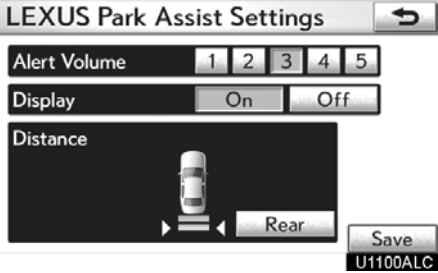 LEXUS Park Assist Settings
Alert Volume 1 2 3 4 5
Display On Off
Distance
Rear
Save
U1100ALC